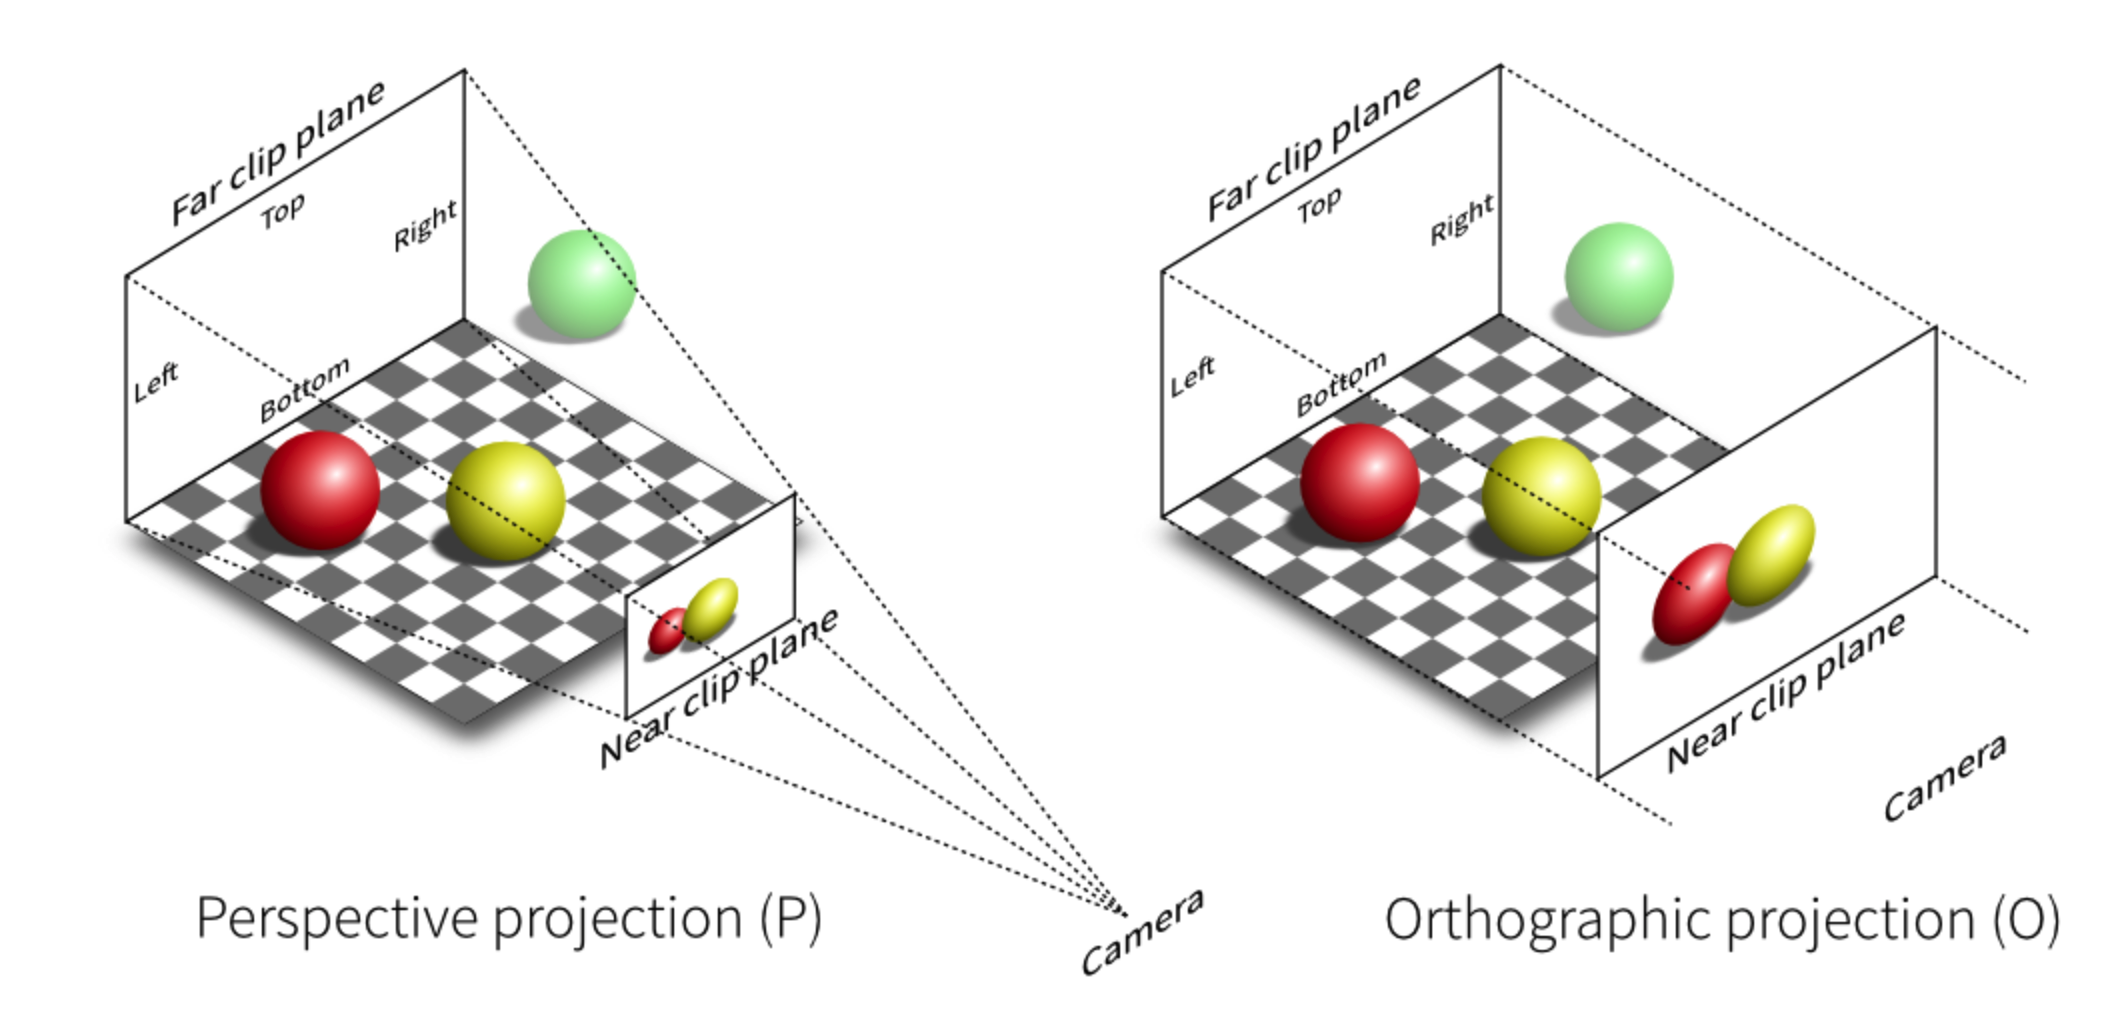 Far clip plane
Top
Right
Left
Bottom
Near clip plane
Camera
Perspective projection (P)
Far clip plane
Top
Right
Left
Bottom
Near clip plane
Camera
Orthographic projection (O)